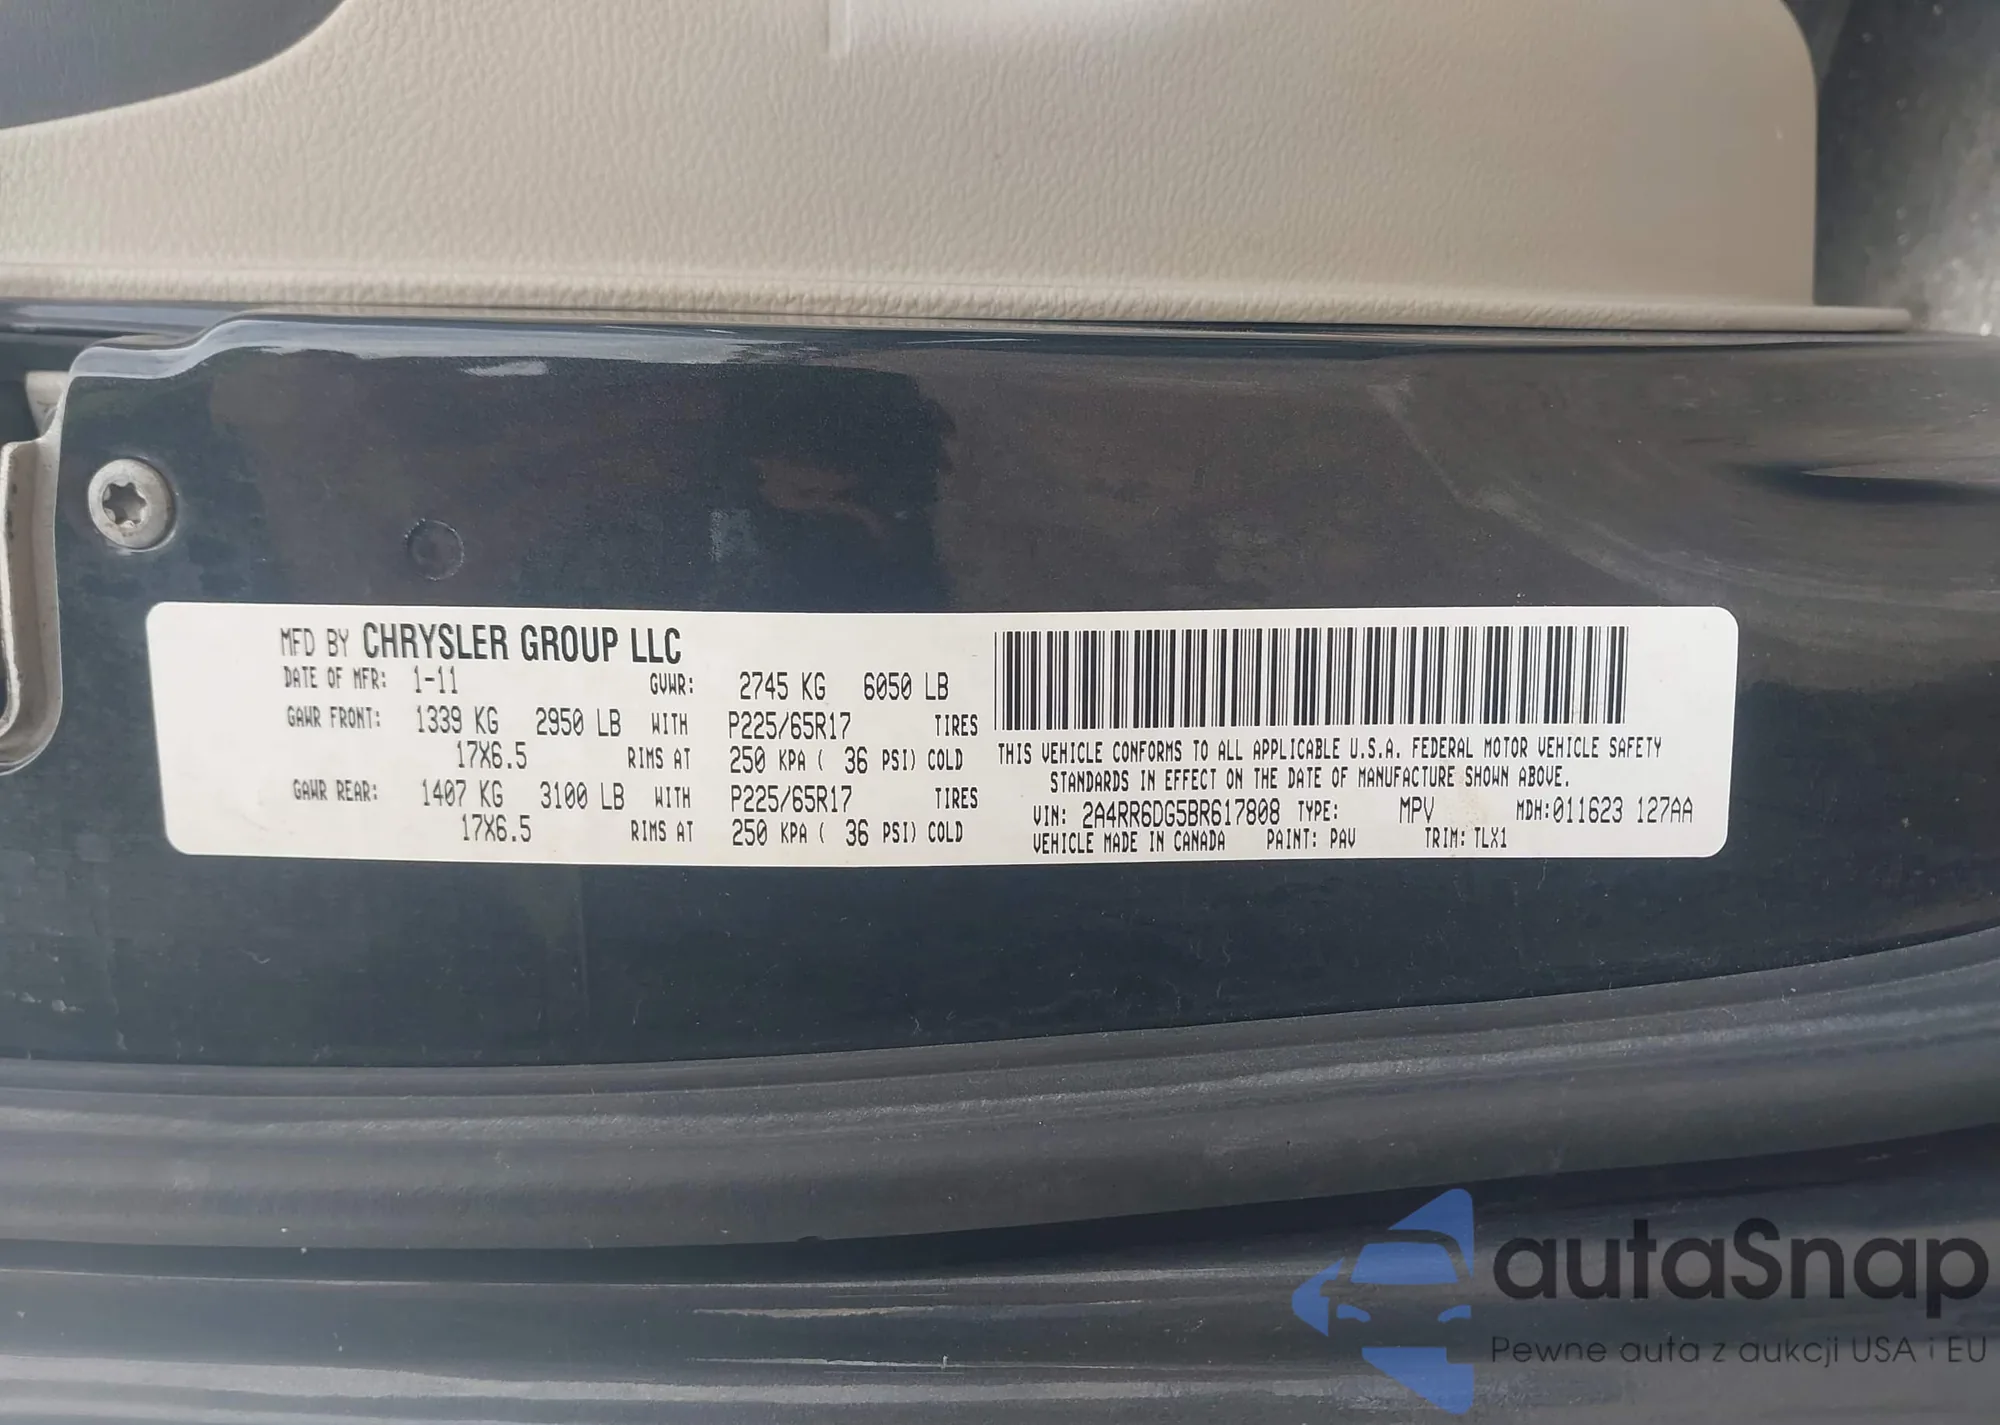 MFD BY CHRYSLER GROUP LLC
DATE OF MFR: 1-11 GVWR: 2745 KG 6050 LB
GAWR FRONT: 1339 KG 2950 LB WITH P225/65R17 TIRES
17X6.5 RIMS AT 250 KPA ( 36 PSI) COLD
GAWR REAR: 1407 KG 3100 LB WITH P225/65R17 TIRES
17X6.5 RIMS AT 250 KPA ( 36 PSI) COLD
THIS VEHICLE CONFORMS TO ALL APPLICABLE U.S.A. FEDERAL MOTOR VEHICLE SAFETY
STANDARDS IN EFFECT ON THE DATE OF MANUFACTURE SHOWN ABOVE.
VIN: 2A4RR6DG5BR617808 TYPE: MPV MDH:011623 127AA
VEHICLE MADE IN CANADA PAINT: PAV TRIM: TLX1
autaSnap
Pewne auta z aukcji USA i EU